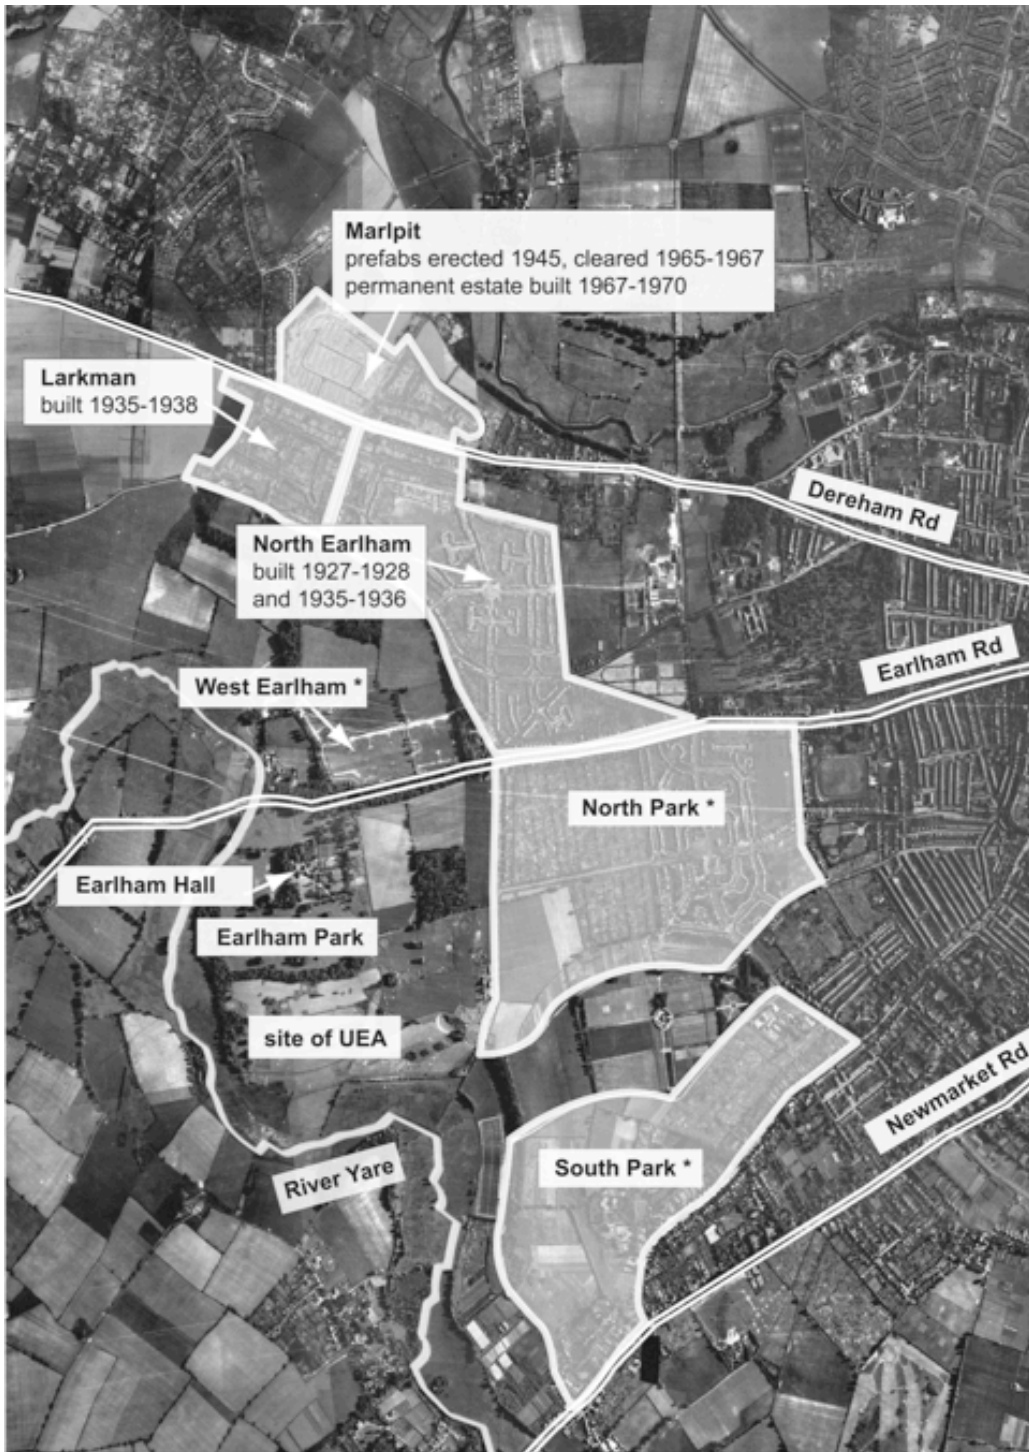 Marlpit
prefabs erected 1945, cleared 1965-1967
permanent estate built 1967-1970
Larkman
built 1935-1938
Dereham Rd
North Earlham
built 1927-1928
and 1935-1936
Earlham Rd
West Earlham *
North Park *
Earlham Hall
Earlham Park
site of UEA
Newmarket Rd
South Park *
River Yare